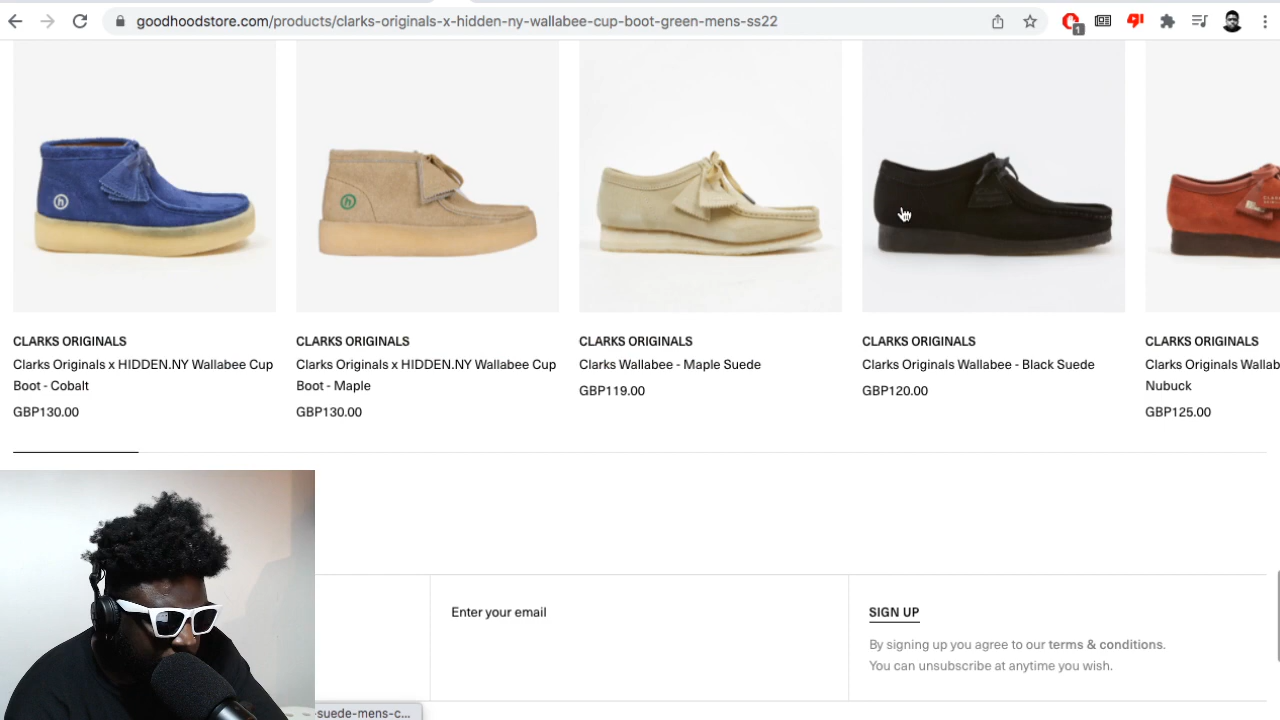 goodhoodstore.com/products/clarks-originals-x-hidden-ny-wallabee-cup-boot-green-mens-ss22
1
h
h
CLARKS ORIGINALS
Clarks Originals x HIDDEN.NY Wallabee Cup
Boot - Cobalt
GBP130.00
CLARKS ORIGINALS
Clarks Originals x HIDDEN.NY Wallabee Cup
Boot - Maple
GBP130.00
CLARKS ORIGINALS
Clarks Wallabee - Maple Suede
GBP119.00
CLARKS ORIGINALS
Clarks Originals Wallabee - Black Suede
GBP120.00
CLARKS ORIGINALS
Clarks Originals Wallab
Nubuck
GBP125.00
Enter your email
SIGN UP
By signing up you agree to our terms & conditions.
You can unsubscribe at anytime you wish.
-suede-mens-c...